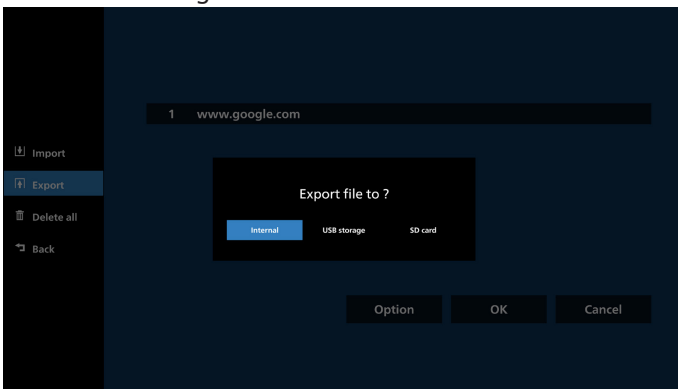 1 www.google.com
Import
Export
Delete all
Back
Export file to ?
Internal USB storage SD card
Option OK Cancel